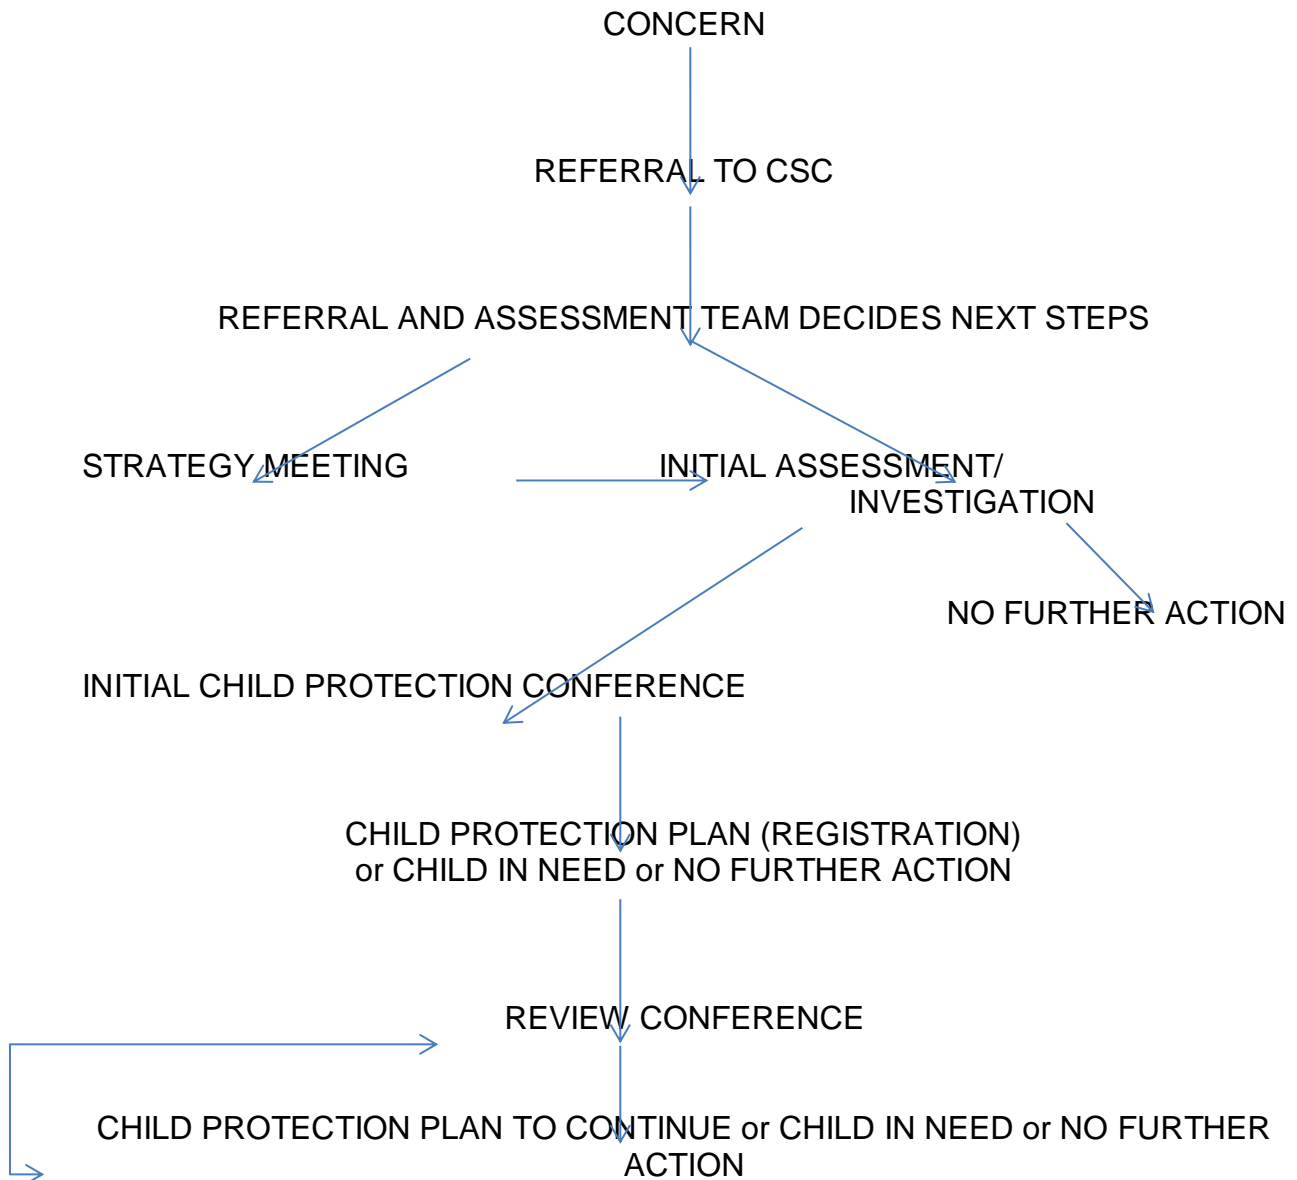 CONCERN
REFERRAL TO CSC
REFERRAL AND ASSESSMENT TEAM DECIDES NEXT STEPS
STRATEGY MEETING
INITIAL ASSESSMENT/
INVESTIGATION
NO FURTHER ACTION
INITIAL CHILD PROTECTION CONFERENCE
CHILD PROTECTION PLAN (REGISTRATION)
or CHILD IN NEED or NO FURTHER ACTION
REVIEW CONFERENCE
CHILD PROTECTION PLAN TO CONTINUE or CHILD IN NEED or NO FURTHER
ACTION